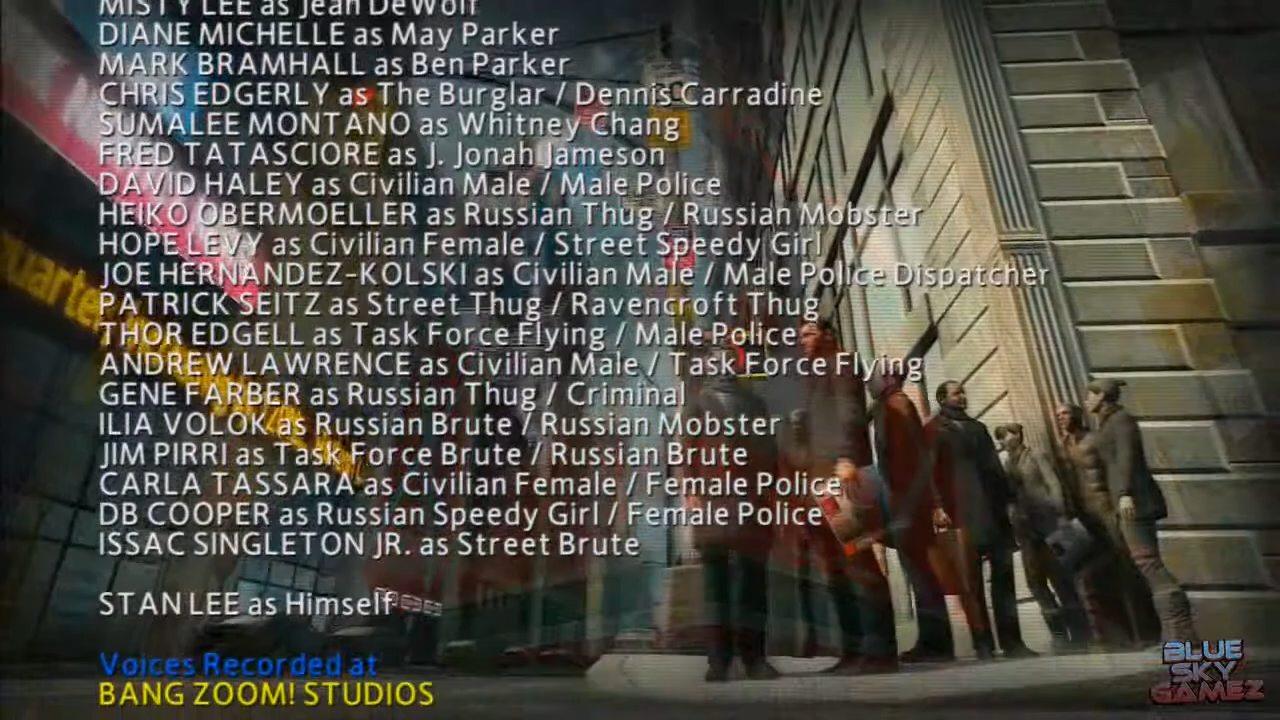 MISTY LEE as Jean DeWolf
DIANE MICHELLE as May Parker
MARK BRAMHALL as Ben Parker
CHRIS EDGERLY as The Burglar / Dennis Carradine
SUMALEE MONTANO as Whitney Chang
FRED TATASCIORE as J. Jonah Jameson
DAVID HALEY as Civilian Male / Male Police
HEIKO OBERMOELLER as Russian Thug / Russian Mobster
HOPE LEVY as Civilian Female / Street Speedy Girl
JOE HERNANDEZ-KOLSKI as Civilian Male / Male Police Dispatcher
PATRICK SEITZ as Street Thug / Ravencroft Thug
THOR EDGELL as Task Force Flying / Male Police
ANDREW LAWRENCE as Civilian Male / Task Force Flying
GENE FARBER as Russian Thug / Criminal
ILIA VOLOK as Russian Brute / Russian Mobster
JIM PIRRI as Task Force Brute / Russian Brute
CARLA TASSARA as Civilian Female / Female Police
DB COOPER as Russian Speedy Girl / Female Police
ISSAC SINGLETON JR. as Street Brute
STAN LEE as Himself
Voices Recorded at
BANG ZOOM! STUDIOS
BLUE
SKY
GAMEZ